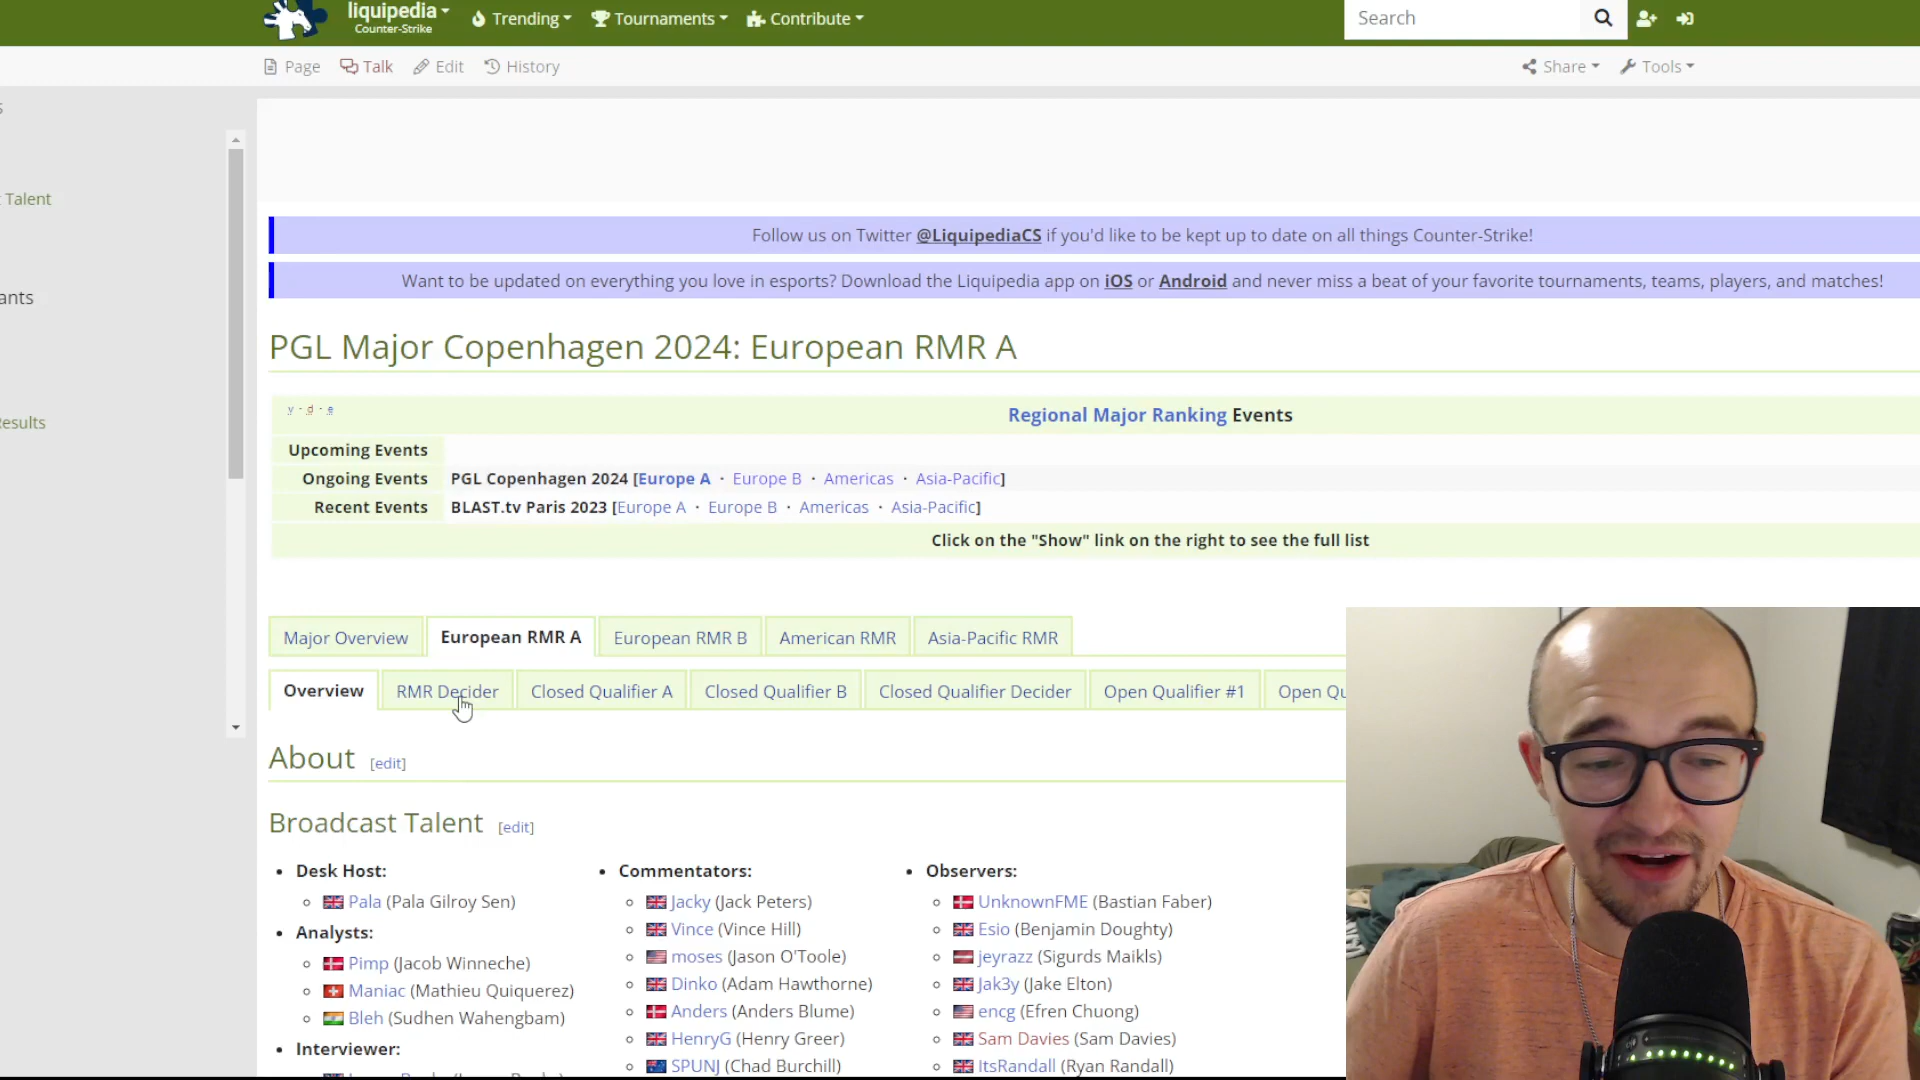 liquipedia
Counter-Strike
Trending
Tournaments
Contribute
Search
Page
Talk
Edit
History
Share
Tools
Talent
ants
esults
Follow us on Twitter @LiquipediaCS if you'd like to be kept up to date on all things Counter-Strike!
Want to be updated on everything you love in esports? Download the Liquipedia app on iOS or Android and never miss a beat of your favorite tournaments, teams, players, and matches!
PGL Major Copenhagen 2024: European RMR A
y · d · e
Regional Major Ranking Events
Upcoming Events
Ongoing Events PGL Copenhagen 2024 [Europe A · Europe B · Americas · Asia-Pacific]
Recent Events BLAST.tv Paris 2023 [Europe A · Europe B · Americas · Asia-Pacific]
Click on the "Show" link on the right to see the full list
Major Overview European RMR A European RMR B American RMR Asia-Pacific RMR
Overview RMR Decider Closed Qualifier A Closed Qualifier B Closed Qualifier Decider Open Qualifier #1 Open Qu
About [edit]
Broadcast Talent [edit]
Desk Host:
Pala (Pala Gilroy Sen)
Analysts:
Pimp (Jacob Winneche)
Maniac (Mathieu Quiquerez)
Bleh (Sudhen Wahengbam)
Interviewer:
Commentators:
Jacky (Jack Peters)
Vince (Vince Hill)
moses (Jason O'Toole)
Dinko (Adam Hawthorne)
Anders (Anders Blume)
HenryG (Henry Greer)
SPUNJ (Chad Burchill)
Observers:
UnknownFME (Bastian Faber)
Esio (Benjamin Doughty)
jeyrazz (Sigurds Maikls)
Jak3y (Jake Elton)
encg (Efren Chuong)
Sam Davies (Sam Davies)
ItsRandall (Ryan Randall)